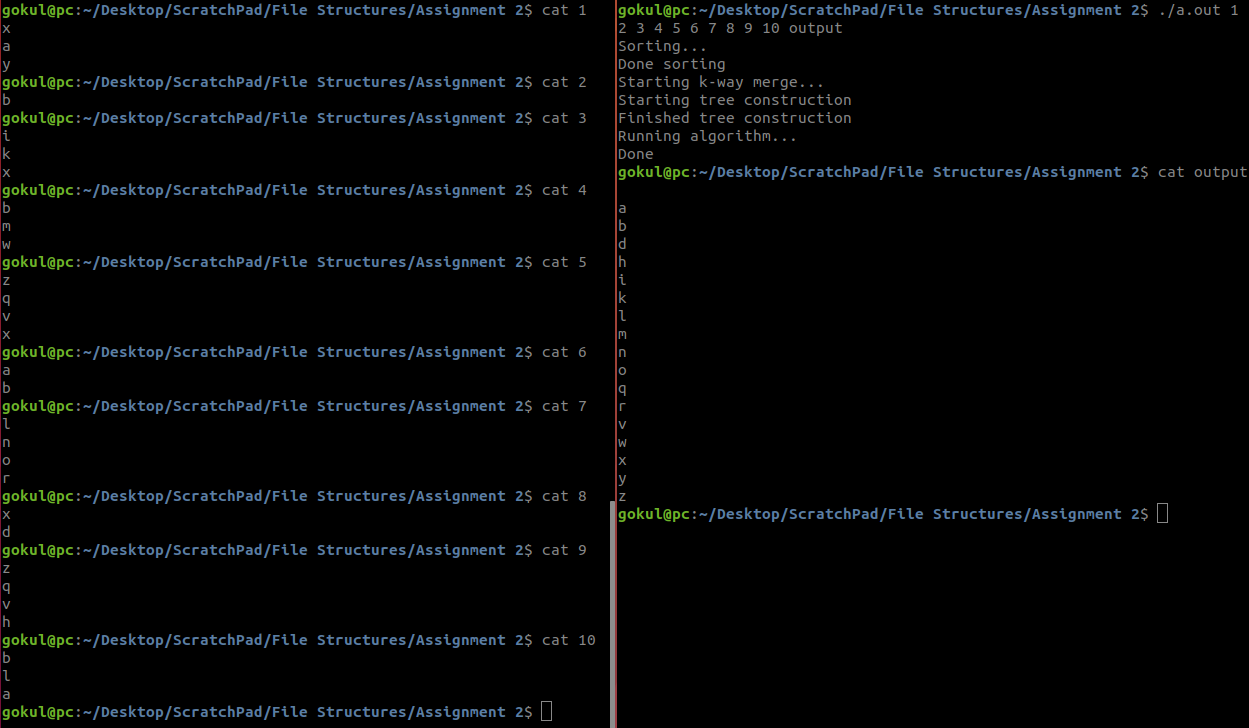 gokul@pc:~/Desktop/ScratchPad/File Structures/Assignment 2$ cat 1
x
a
y
gokul@pc:~/Desktop/ScratchPad/File Structures/Assignment 2$ cat 2
b
gokul@pc:~/Desktop/ScratchPad/File Structures/Assignment 2$ cat 3
i
k
x
gokul@pc:~/Desktop/ScratchPad/File Structures/Assignment 2$ cat 4
b
m
w
gokul@pc:~/Desktop/ScratchPad/File Structures/Assignment 2$ cat 5
z
q
v
x
gokul@pc:~/Desktop/ScratchPad/File Structures/Assignment 2$ cat 6
a
b
gokul@pc:~/Desktop/ScratchPad/File Structures/Assignment 2$ cat 7
l
n
o
r
gokul@pc:~/Desktop/ScratchPad/File Structures/Assignment 2$ cat 8
x
d
gokul@pc:~/Desktop/ScratchPad/File Structures/Assignment 2$ cat 9
z
q
v
h
gokul@pc:~/Desktop/ScratchPad/File Structures/Assignment 2$ cat 10
b
l
a
gokul@pc:~/Desktop/ScratchPad/File Structures/Assignment 2$
gokul@pc:~/Desktop/ScratchPad/File Structures/Assignment 2$ ./a.out 1
2 3 4 5 6 7 8 9 10 output
Sorting...
Done sorting
Starting k-way merge...
Starting tree construction
Finished tree construction
Running algorithm...
Done
gokul@pc:~/Desktop/ScratchPad/File Structures/Assignment 2$ cat output
a
b
d
h
i
k
l
m
n
o
q
r
v
w
x
y
z
gokul@pc:~/Desktop/ScratchPad/File Structures/Assignment 2$